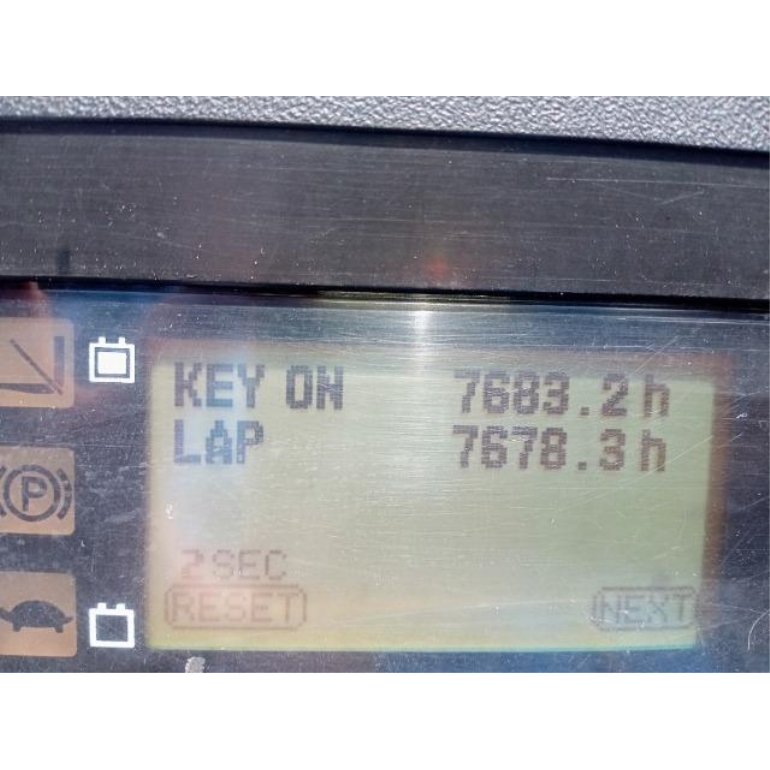 KEY ON 7683.2 h
LAP 7678.3 h
P
2 SEC
RESET NEXT